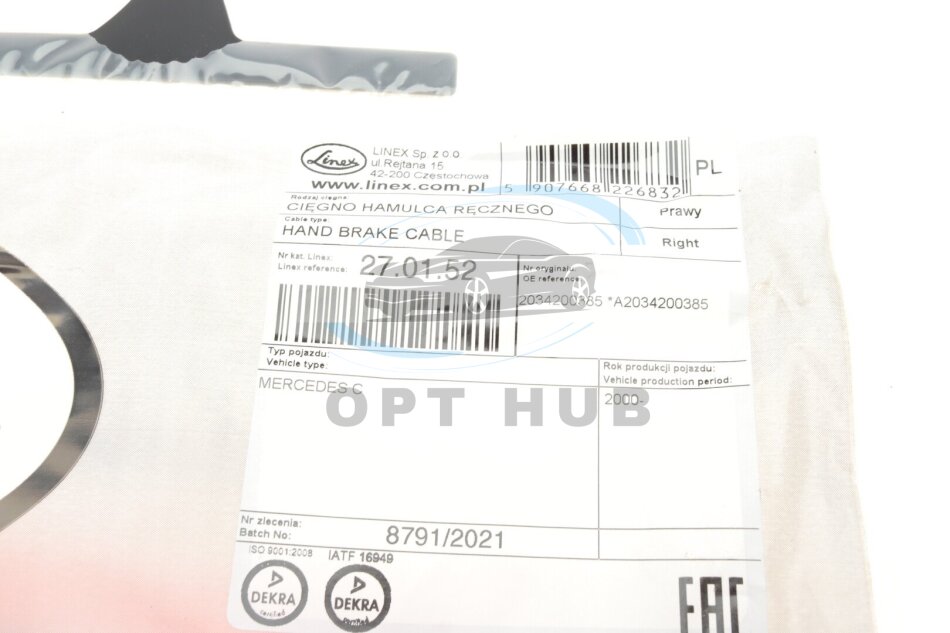 Linex
LINEX Sp. z o.o.
ul. Rejtana 15
42-200 Częstochowa
www.linex.com.pl
5 907668 226832
PL
Rodzaj cięgna:
CIĘGNO HAMULCA RĘCZNEGO
Prawy
Cable type:
HAND BRAKE CABLE
Right
Nr kat. Linex:
Linex reference:
27.01.52
Nr oryginału
OE reference
2034200385 *A2034200385
Typ pojazdu:
Vehicle type:
Rok produkcji pojazdu:
Vehicle production period:
MERCEDES C
2000-
OPT HUB
Nr zlecenia:
Batch No:
8791/2021
ISO 9001:2008
IATF 16949
DEKRA
certified
DEKRA
certified
EAC